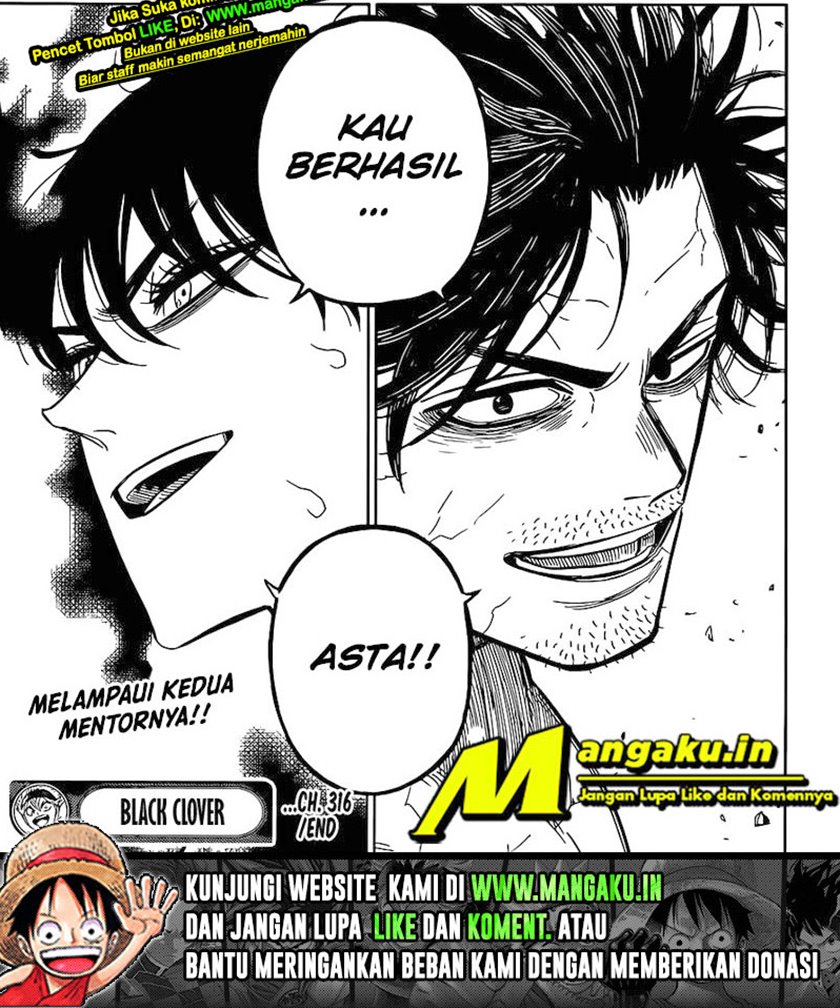 Jika Suka
Pencet Tombol LIKE, Di: WWW.manga
Bukan di website lain
Biar staff makin semangat nerjemahin
KAU
BERHASIL
...
ASTA!!
MELAMPAUI KEDUA
MENTORNYA!!
Mangaku.in
Jangan Lupa Like dan Komennya
BLACK CLOVER
...CH. 316
/END
KUNJUNGI WEBSITE KAMI DI WWW.MANGAKU.IN
DAN JANGAN LUPA LIKE DAN KOMENT. ATAU
BANTU MERINGANKAN BEBAN KAMI DENGAN MEMBERIKAN DONASI